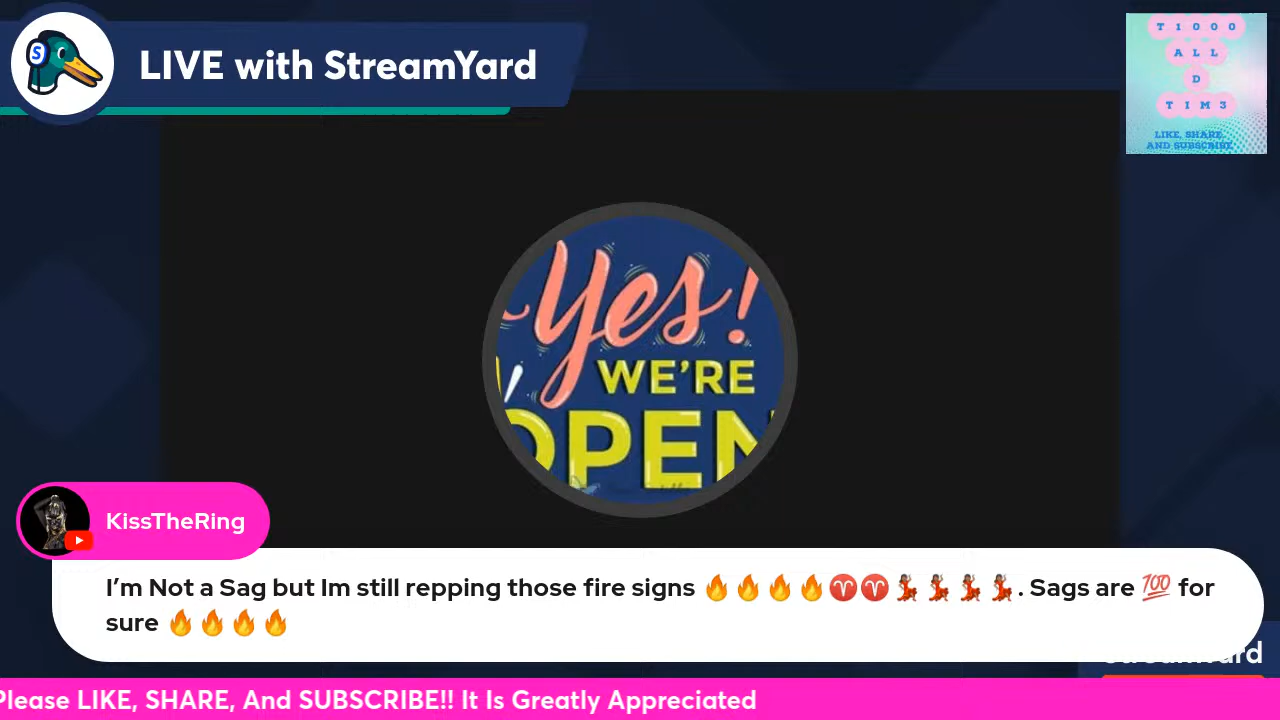 LIVE with StreamYard
T1000
ALL
D
TIM3
LIKE, SHARE,
AND SUBSCRIBE
Yes!
WE'RE
OPEN
KissTheRing
I'm Not a Sag but Im still repping those fire signs 🔥🔥🔥🔥♈♈💃🏾💃🏾💃🏾💃🏾. Sags are 💯 for
sure 🔥🔥🔥🔥
Please LIKE, SHARE, And SUBSCRIBE!! It Is Greatly Appreciated